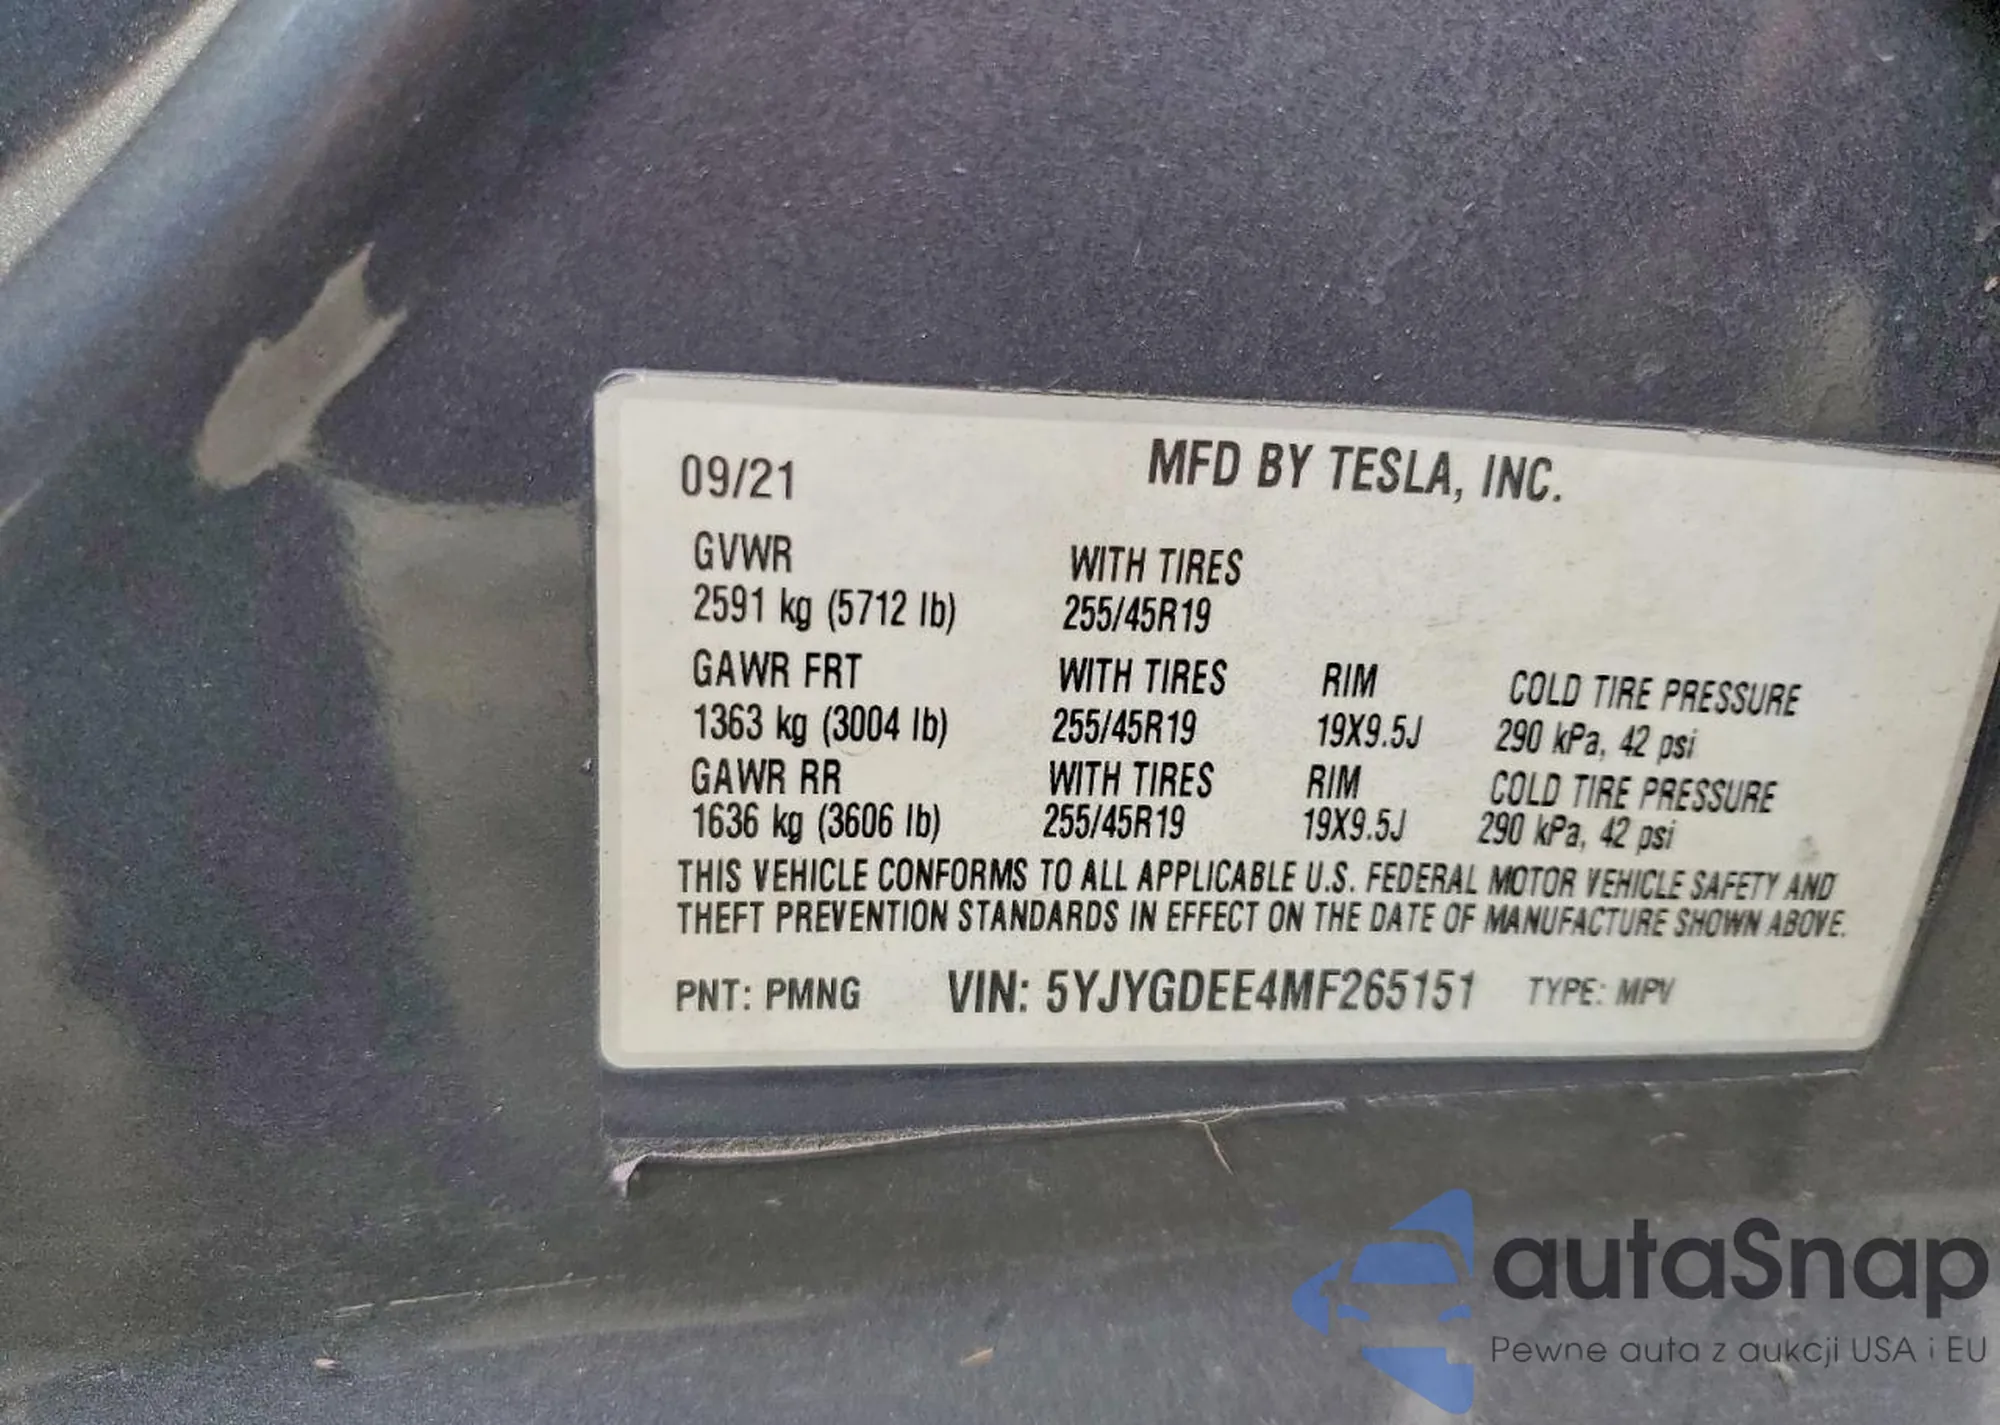 09/21 MFD BY TESLA, INC.
GVWR WITH TIRES
2591 kg (5712 lb) 255/45R19
GAWR FRT WITH TIRES RIM COLD TIRE PRESSURE
1363 kg (3004 lb) 255/45R19 19X9.5J 290 kPa, 42 psi
GAWR RR WITH TIRES RIM COLD TIRE PRESSURE
1636 kg (3606 lb) 255/45R19 19X9.5J 290 kPa, 42 psi
THIS VEHICLE CONFORMS TO ALL APPLICABLE U.S. FEDERAL MOTOR VEHICLE SAFETY AND
THEFT PREVENTION STANDARDS IN EFFECT ON THE DATE OF MANUFACTURE SHOWN ABOVE.
PNT: PMNG VIN: 5YJYGDEE4MF265151 TYPE: MPV
autaSnap
Pewne auta z aukcji USA i EU